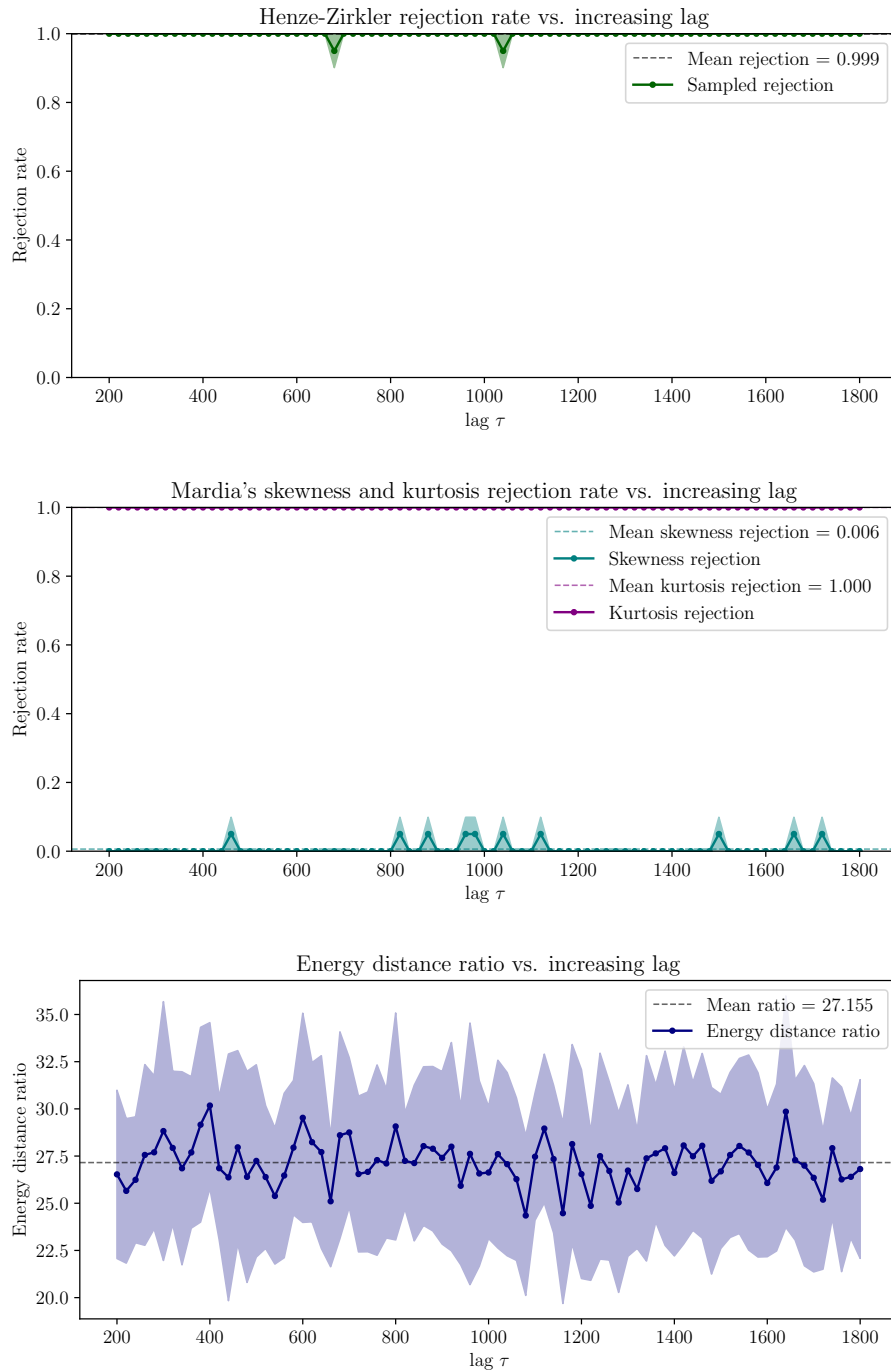 Henze-Zirkler rejection rate vs. increasing lag
1.0
0.8
0.6
0.4
0.2
0.0
Rejection rate
Mean rejection = 0.999
Sampled rejection
200 400 600 800 1000 1200 1400 1600 1800
lag τ
Mardia's skewness and kurtosis rejection rate vs. increasing lag
1.0
0.8
0.6
0.4
0.2
0.0
Rejection rate
Mean skewness rejection = 0.006
Skewness rejection
Mean kurtosis rejection = 1.000
Kurtosis rejection
200 400 600 800 1000 1200 1400 1600 1800
lag τ
Energy distance ratio vs. increasing lag
35.0
32.5
30.0
27.5
25.0
22.5
20.0
Energy distance ratio
Mean ratio = 27.155
Energy distance ratio
200 400 600 800 1000 1200 1400 1600 1800
lag τ